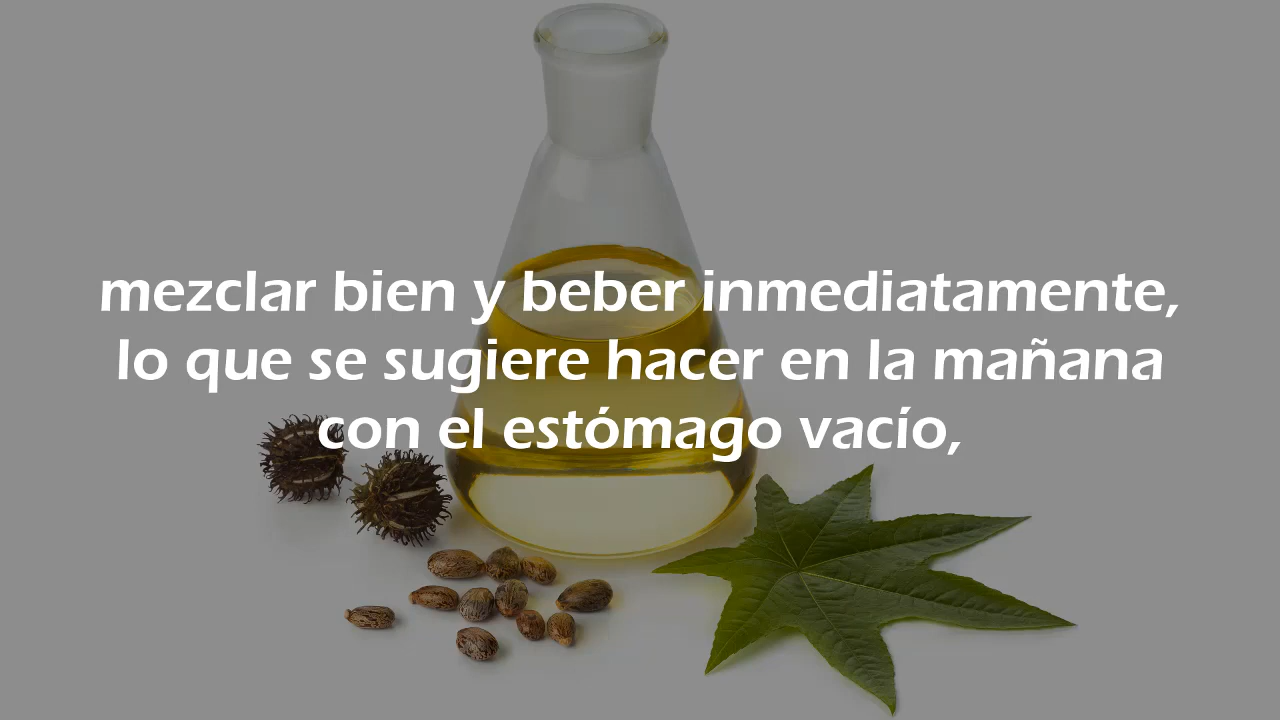 mezclar bien y beber inmediatamente,
lo que se sugiere hacer en la mañana
con el estómago vacío,